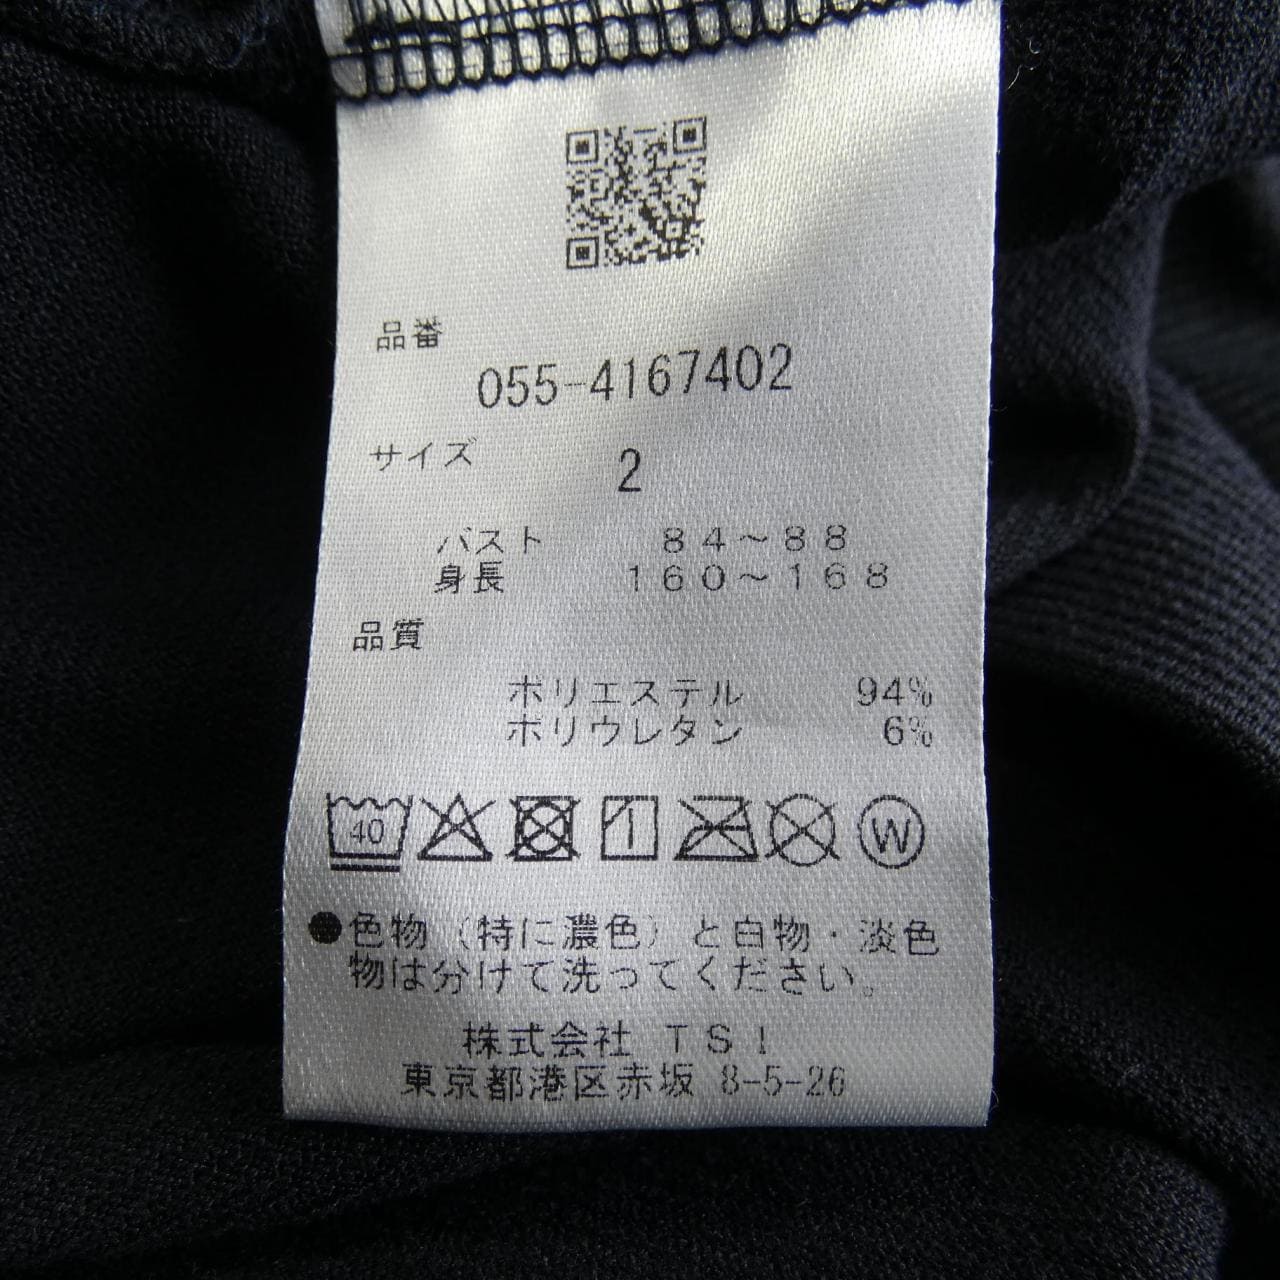 品番
055-4167402
サイズ 2
バスト 84〜88
身長 160〜168
品質
ポリエステル 94%
ポリウレタン 6%
40 W
●色物（特に濃色）と白物・淡色
物は分けて洗ってください。
株式会社 TSI
東京都港区赤坂 8-5-26